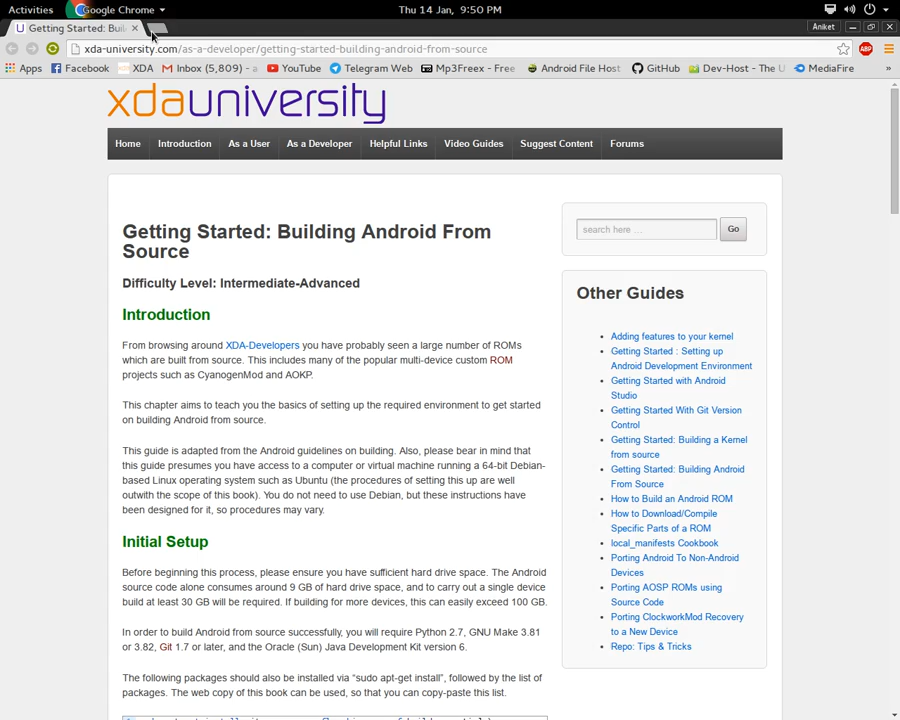 Activities
Google Chrome
Thu 14 Jan, 9:50 PM
Getting Started: Buil
Aniket
xda-university.com/as-a-developer/getting-started-building-android-from-source
ABP
Apps Facebook XDA Inbox (5,809) - a YouTube Telegram Web Mp3Freex - Fre Android File Host GitHub Dev-Host - The U MediaFire »
xdauniversity
Home Introduction As a User As a Developer Helpful Links Video Guides Suggest Content Forums
Getting Started: Building Android From
Source
Difficulty Level: Intermediate-Advanced
Introduction
From browsing around XDA-Developers you have probably seen a large number of ROMs
which are built from source. This includes many of the popular multi-device custom ROM
projects such as CyanogenMod and AOKP.
This chapter aims to teach you the basics of setting up the required environment to get started
on building Android from source.
This guide is adapted from the Android guidelines on building. Also, please bear in mind that
this guide presumes you have access to a computer or virtual machine running a 64-bit Debian-
based Linux operating system such as Ubuntu (the procedures of setting this up are well
outwith the scope of this book). You do not need to use Debian, but these instructions have
been designed for it, so procedures may vary.
Initial Setup
Before beginning this process, please ensure you have sufficient hard drive space. The Android
source code alone consumes around 9 GB of hard drive space, and to carry out a single device
build at least 30 GB will be required. If building for more devices, this can easily exceed 100 GB.
In order to build Android from source successfully, you will require Python 2.7, GNU Make 3.81
or 3.82, Git 1.7 or later, and the Oracle (Sun) Java Development Kit version 6.
The following packages should also be installed via “sudo apt-get install”, followed by the list of
packages. The web copy of this book can be used, so that you can copy-paste this list.
search here ...
Go
Other Guides
Adding features to your kernel
Getting Started : Setting up
Android Development Environment
Getting Started with Android
Studio
Getting Started With Git Version
Control
Getting Started: Building a Kernel
from source
Getting Started: Building Android
From Source
How to Build an Android ROM
How to Download/Compile
Specific Parts of a ROM
local_manifests Cookbook
Porting Android To Non-Android
Devices
Porting AOSP ROMs using
Source Code
Porting ClockworkMod Recovery
to a New Device
Repo: Tips & Tricks